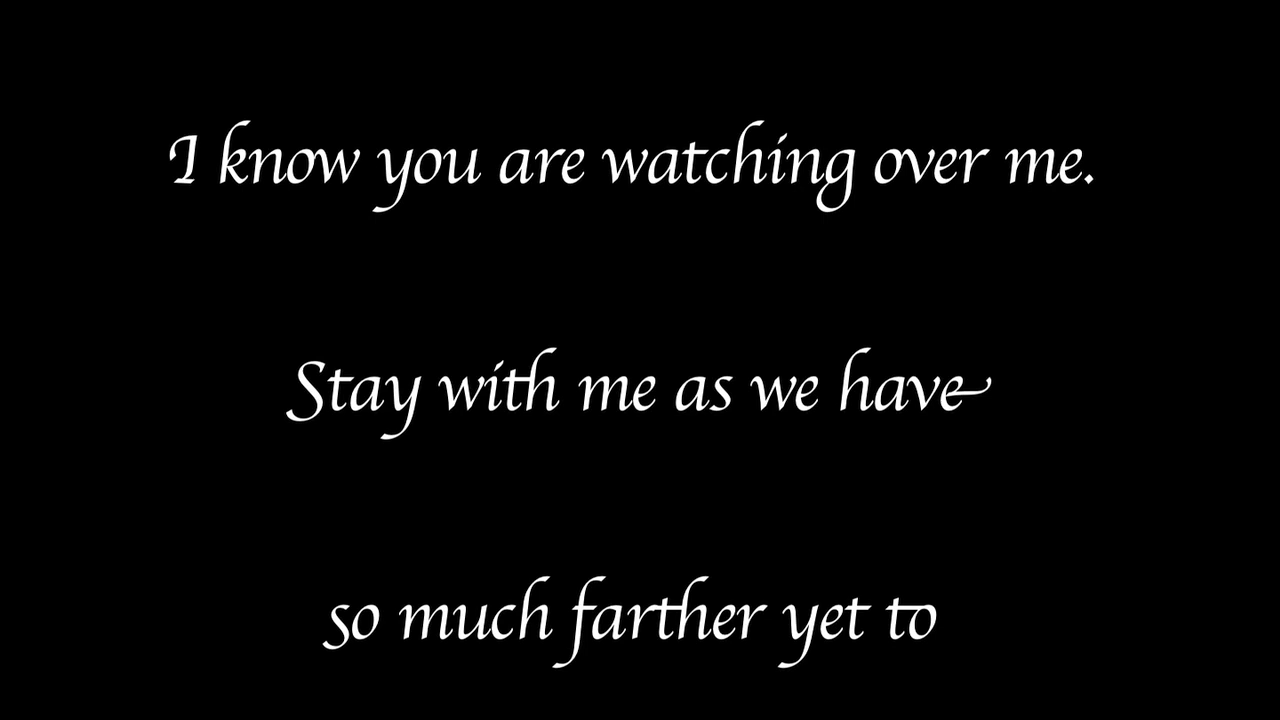 I know you are watching over me.
Stay with me as we have
so much farther yet to